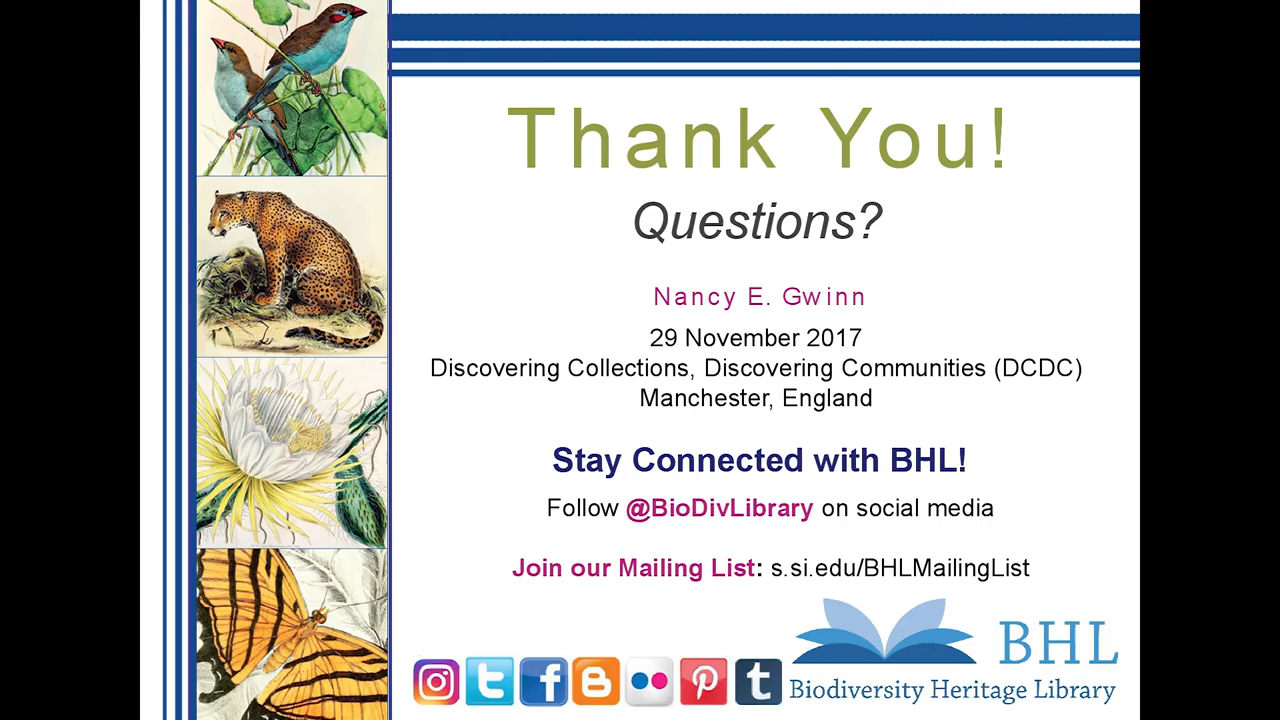 Thank You!
Questions?
Nancy E. Gwinn
29 November 2017
Discovering Collections, Discovering Communities (DCDC)
Manchester, England
Stay Connected with BHL!
Follow @BioDivLibrary on social media
Join our Mailing List: s.si.edu/BHLMailingList
BHL
Biodiversity Heritage Library